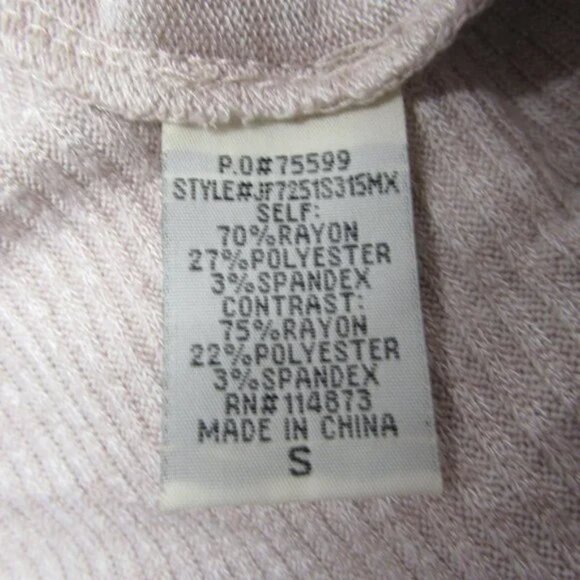 P.O#75599
STYLE#JF7251S315MX
SELF:
70%RAYON
27%POLYESTER
3%SPANDEX
CONTRAST:
75%RAYON
22%POLYESTER
3%SPANDEX
RN#114873
MADE IN CHINA
S